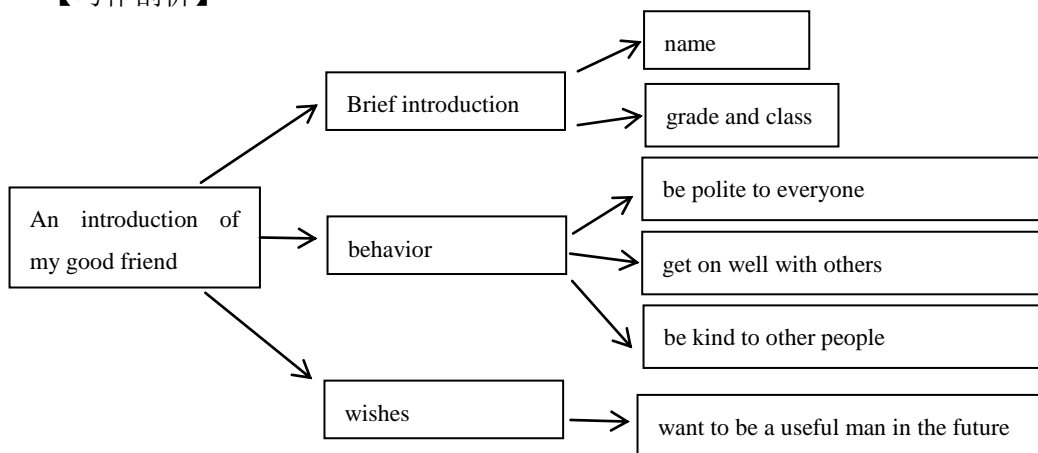 name
Brief introduction
grade and class
An introduction of
my good friend
be polite to everyone
behavior
get on well with others
be kind to other people
wishes
want to be a useful man in the future